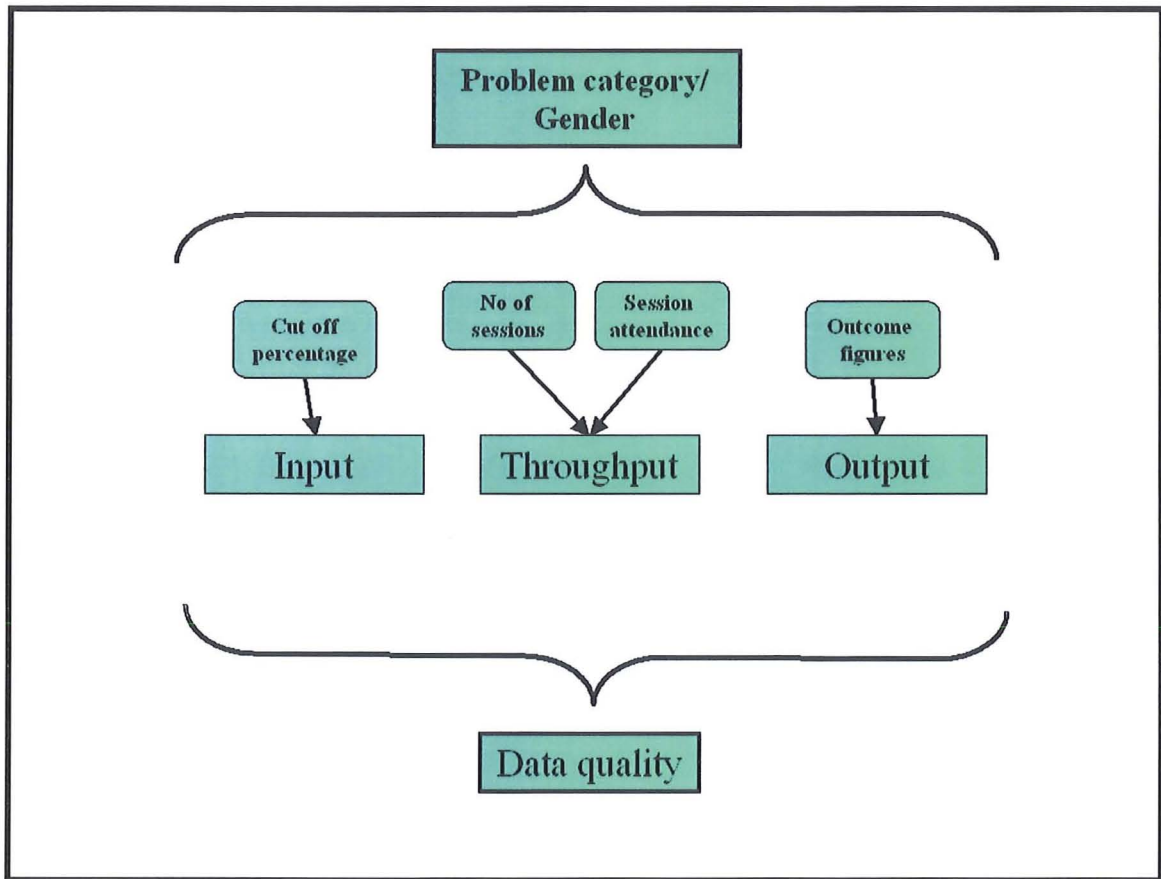 Problem category/
Gender
Cut off
percentage
No of
sessions
Session
attendance
Outcome
figures
Input
Throughput
Output
Data quality